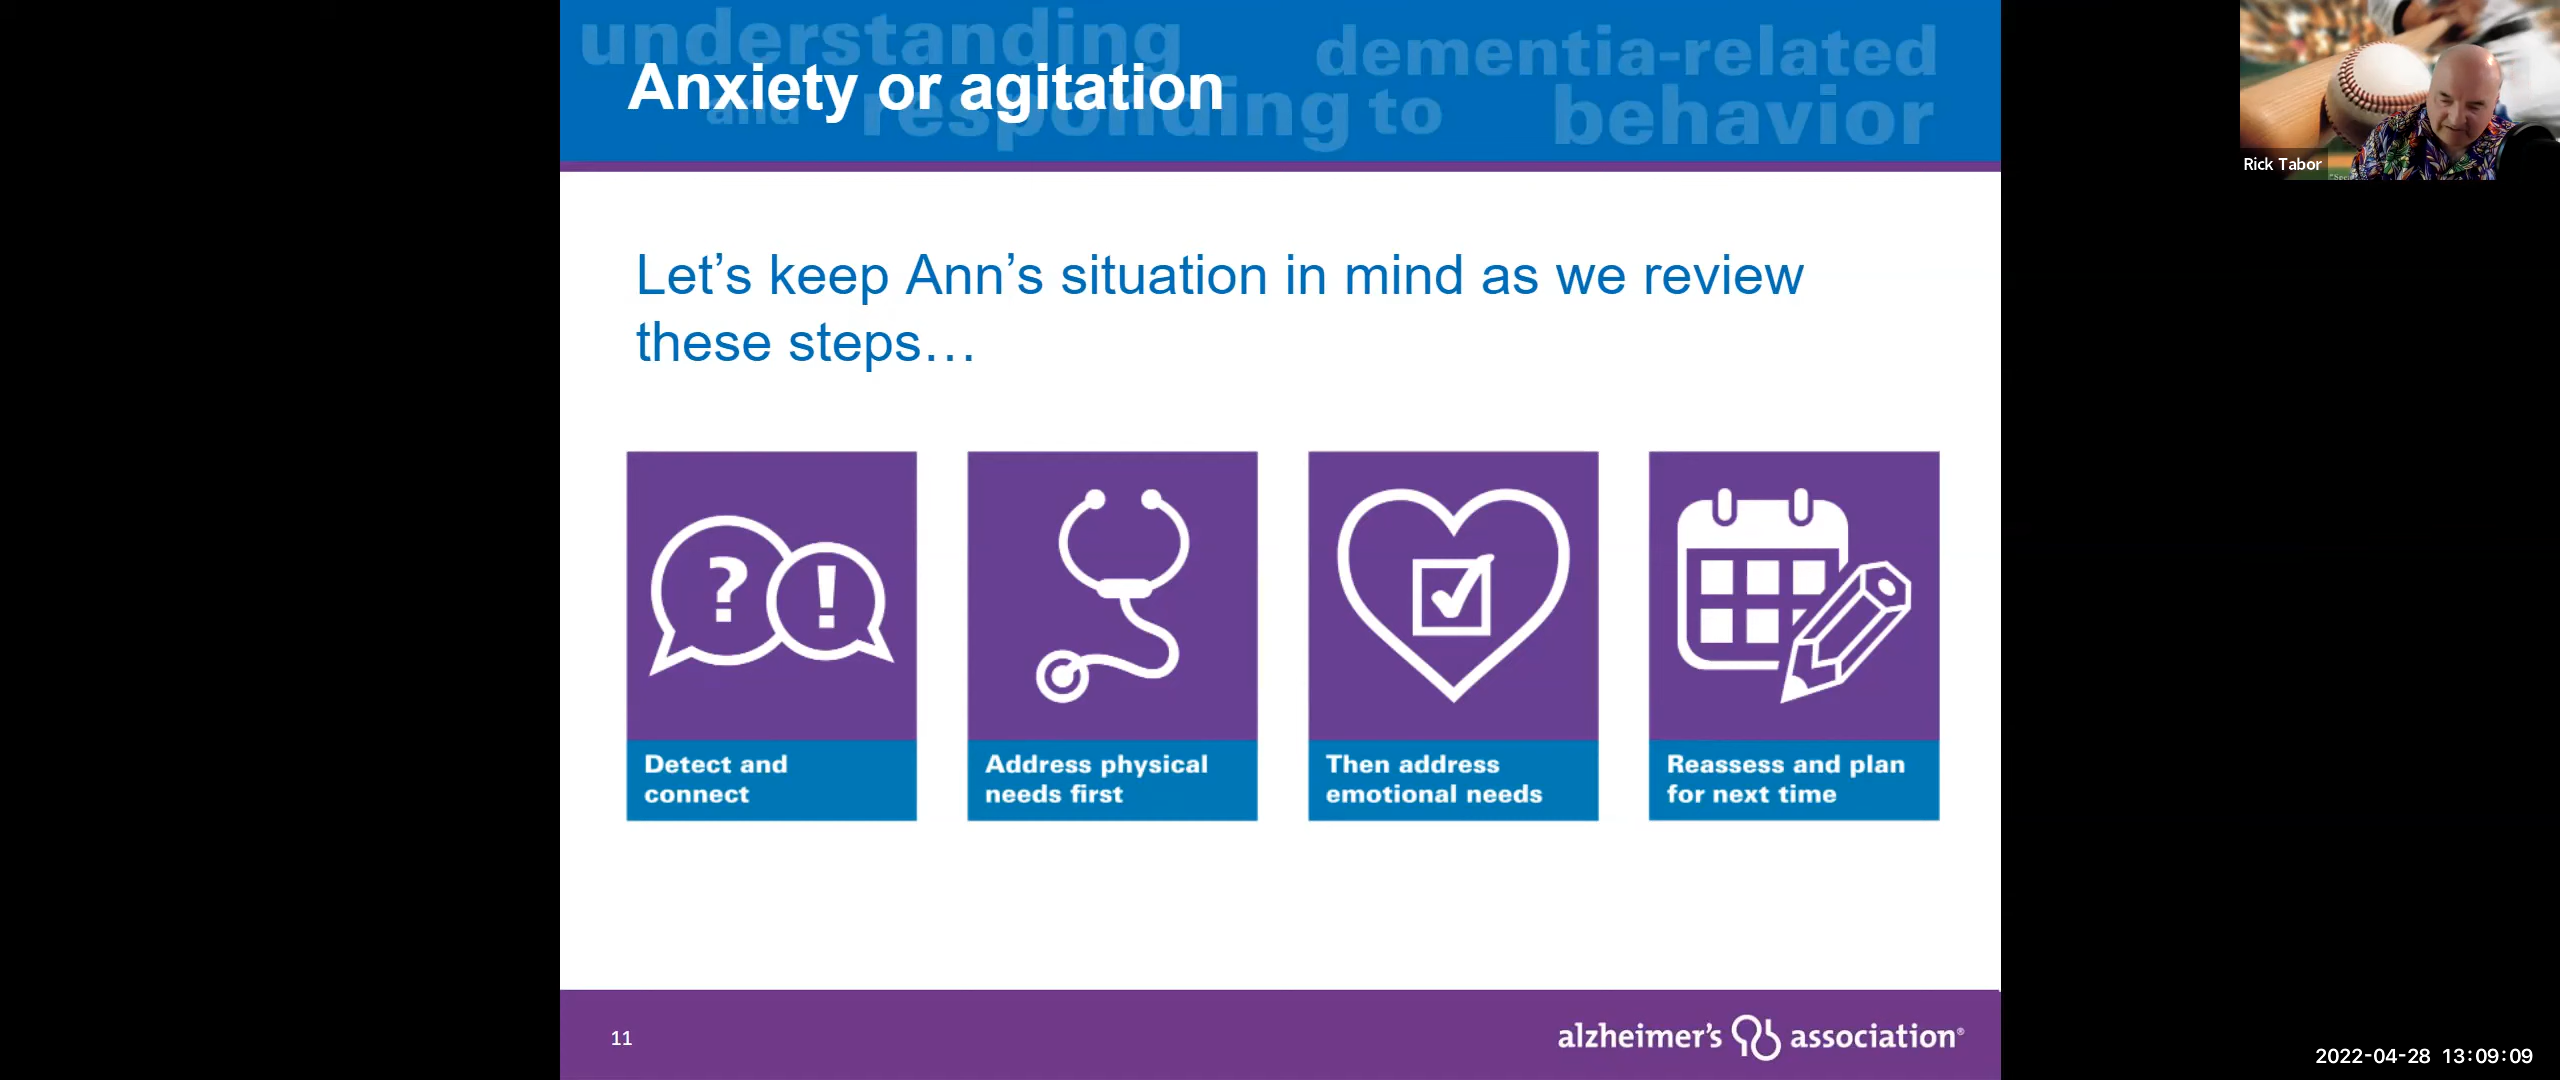 understanding dementia-related
Anxiety or agitation
and responding to behavior
Let’s keep Ann’s situation in mind as we review
these steps…
? !
Detect and
connect
Address physical
needs first
Then address
emotional needs
Reassess and plan
for next time
11
alzheimer's association®
Rick Tabor
2022-04-28 13:09:09